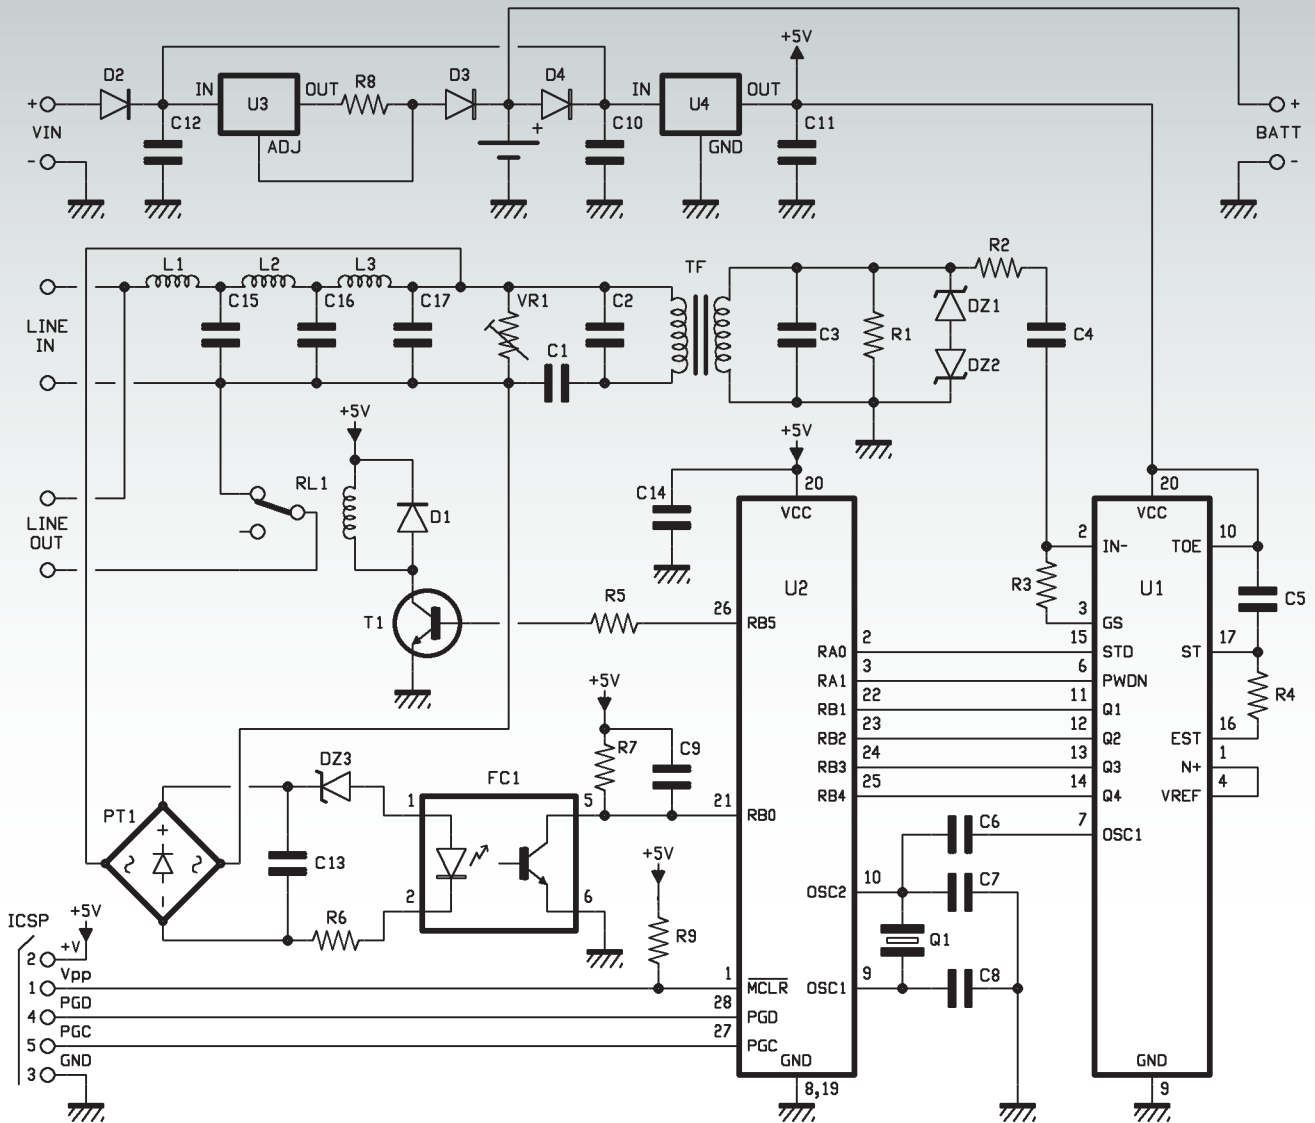 +5V
D2
IN
U3
OUT
R8
D3
D4
IN
U4
OUT
+
VIN
-
C12
ADJ
+
C10
GND
C11
+
BATT
-
L1
L2
L3
TF
R2
C15
C16
C17
VR1
C2
DZ1
LINE
IN
C3
R1
C4
C1
DZ2
+5V
+5V
RL1
C14
20
VCC
20
VCC
LINE
OUT
D1
2
IN-
TOE
10
U2
R3
U1
C5
T1
R5
26
RB5
3
GS
RA0
2
15
STD
ST
17
RA1
3
6
PWDN
+5V
RB1
22
11
Q1
R4
RB2
23
12
Q2
EST
16
R7
C9
DZ3
FC1
RB3
24
13
Q3
N+
1
RB4
25
14
Q4
VREF
4
PT1
+
-
1
5
21
RB0
C6
7
OSC1
C13
+5V
2
6
OSC2
10
C7
ICSP
+5V
R6
R9
Q1
2
+V
1
Vpp
1
MCLR
OSC1
9
C8
4
PGD
28
PGD
5
PGC
27
PGC
3
GND
GND
8,19
GND
9